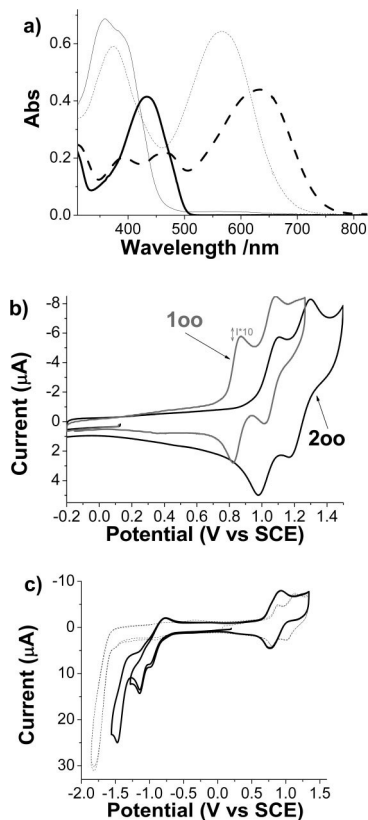 a)
Abs
0.6
0.4
0.2
0.0
400 500 600 700 800
Wavelength /nm
b)
Current (μA)
-8
-6
-4
-2
0
2
4
1oo
I*10
2oo
-0.2 0.0 0.2 0.4 0.6 0.8 1.0 1.2 1.4
Potential (V vs SCE)
c)
Current (μA)
-10
0
10
20
30
-2.0 -1.5 -1.0 -0.5 0.0 0.5 1.0 1.5
Potential (V vs SCE)